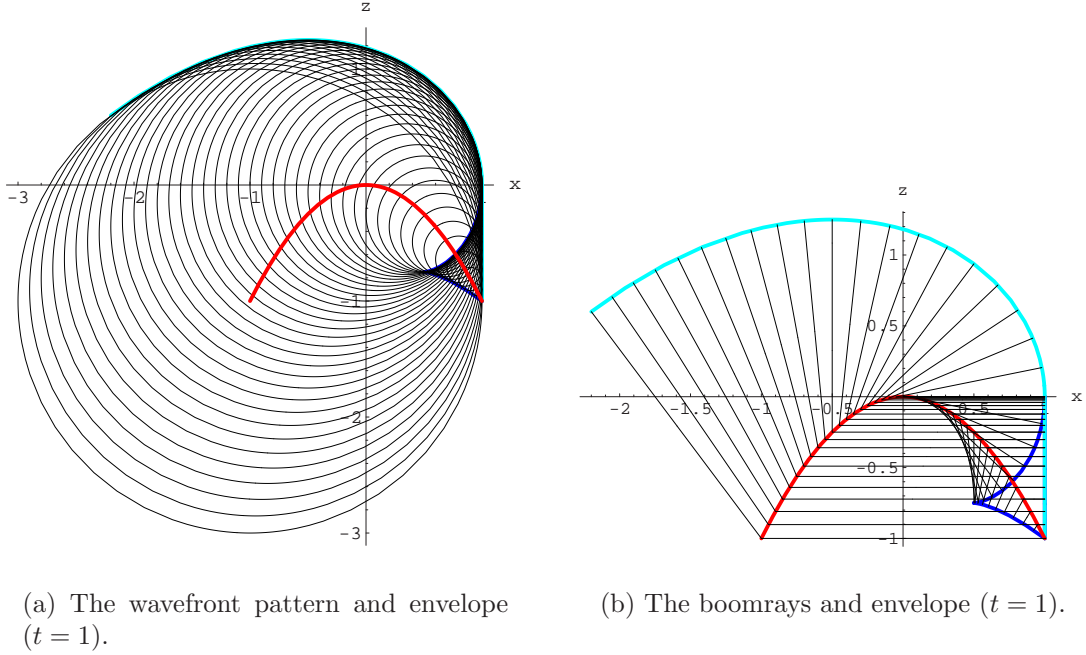 z
1
-3
-2
-1
x
-1
-2
-3
z
1
0.5
-2
-1.5
-1
-0.5
0.5
x
-0.5
-1
(a) The wavefront pattern and envelope
(t = 1).
(b) The boomrays and envelope (t = 1).